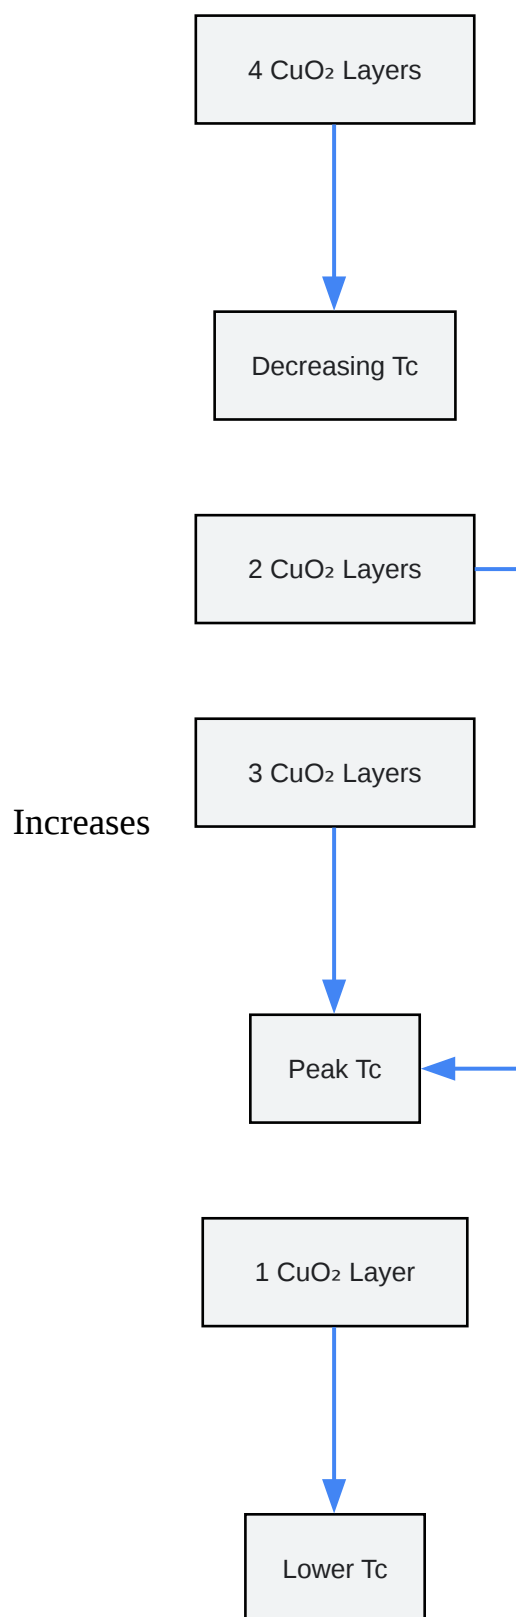 4 CuO₂ Layers
Decreasing Tc
2 CuO₂ Layers
3 CuO₂ Layers
Increases
Peak Tc
1 CuO₂ Layer
Lower Tc